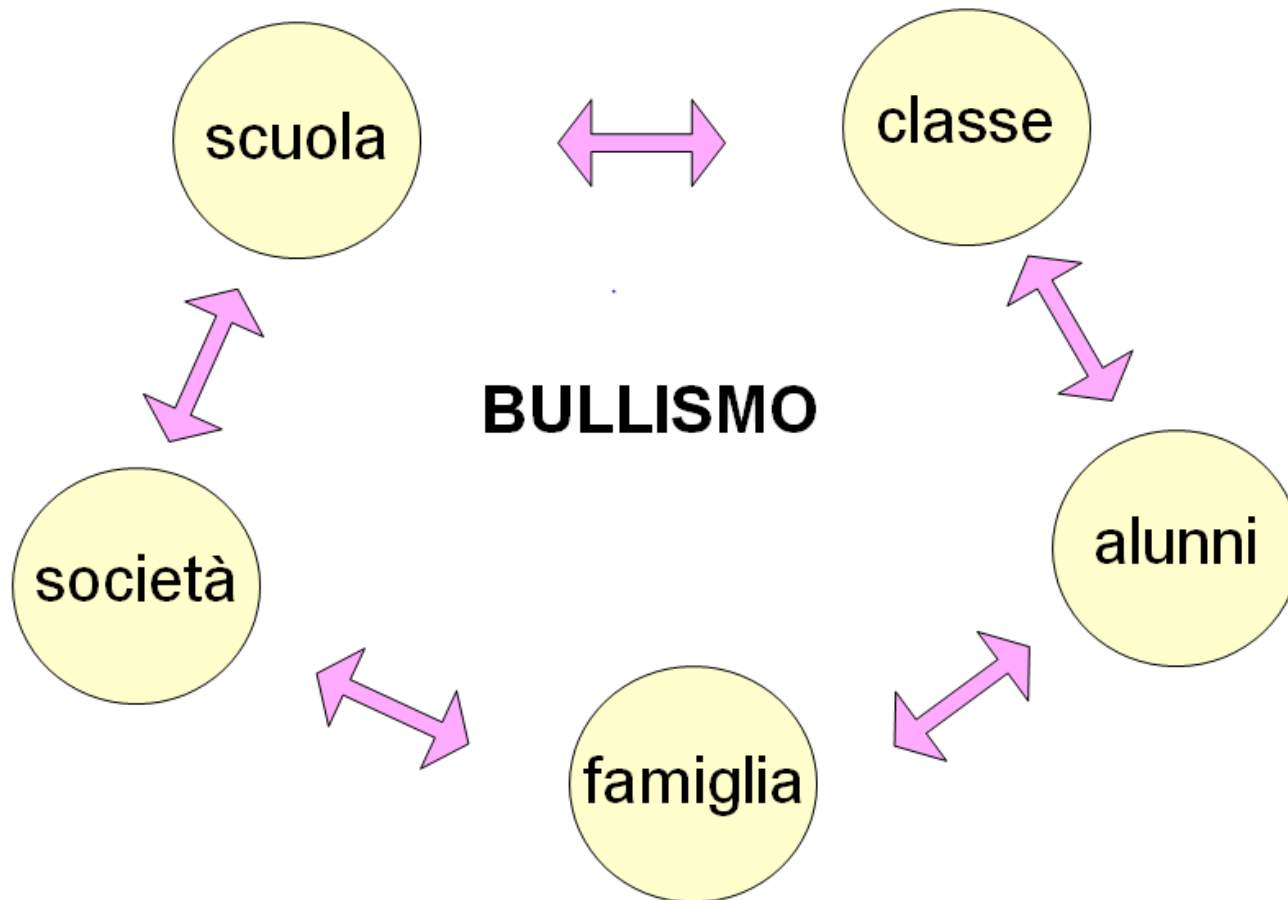 scuola
classe
BULLISMO
società
alunni
famiglia